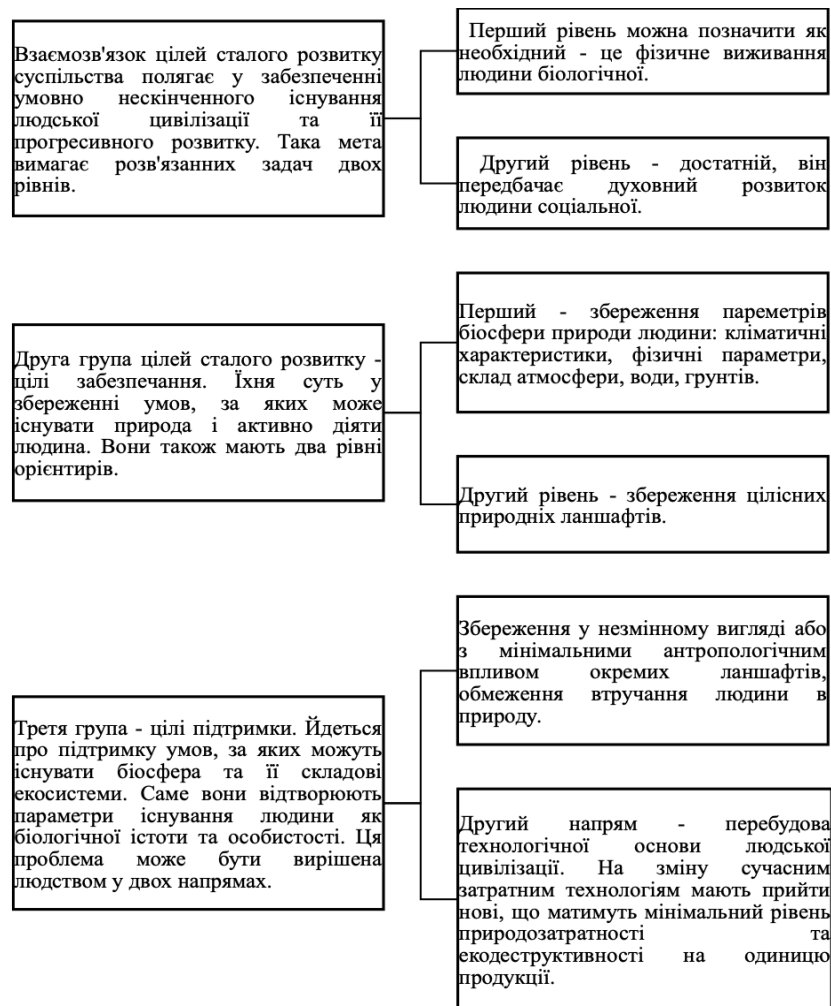 Взаємозв'язок цілей сталого розвитку
суспільства полягає у забезпеченні
умовно нескінченного існування
людської цивілізації та її
прогресивного розвитку. Така мета
вимагає розв'язанних задач двох
рівнів.
Перший рівень можна позначити як
необхідний - це фізичне виживання
людини біологічної.
Другий рівень - достатній, він
передбачає духовний розвиток
людини соціальної.
Друга група цілей сталого розвитку -
цілі забезпечання. Їхня суть у
збереженні умов, за яких може
існувати природа і активно діяти
людина. Вони також мають два рівні
орієнтирів.
Перший - збереження пареметрів
біосфери природи людини: кліматичні
характеристики, фізичні параметри,
склад атмосфери, води, грунтів.
Другий рівень - збереження цілісних
природніх ланшафтів.
Третя група - цілі підтримки. Йдеться
про підтримку умов, за яких можуть
існувати біосфера та її складові
екосистеми. Саме вони відтворюють
параметри існування людини як
біологічної істоти та особистості. Ця
проблема може бути вирішена
людством у двох напрямах.
Збереження у незмінному вигляді або
з мінімальними антропологічним
впливом окремих ланшафтів,
обмеження втручання людини в
природу.
Другий напрям - перебудова
технологічної основи людської
цивілізації. На зміну сучасним
затратним технологіям мають прийти
нові, що матимуть мінімальний рівень
природозатратності та
екодеструктивності на одиницю
продукції.